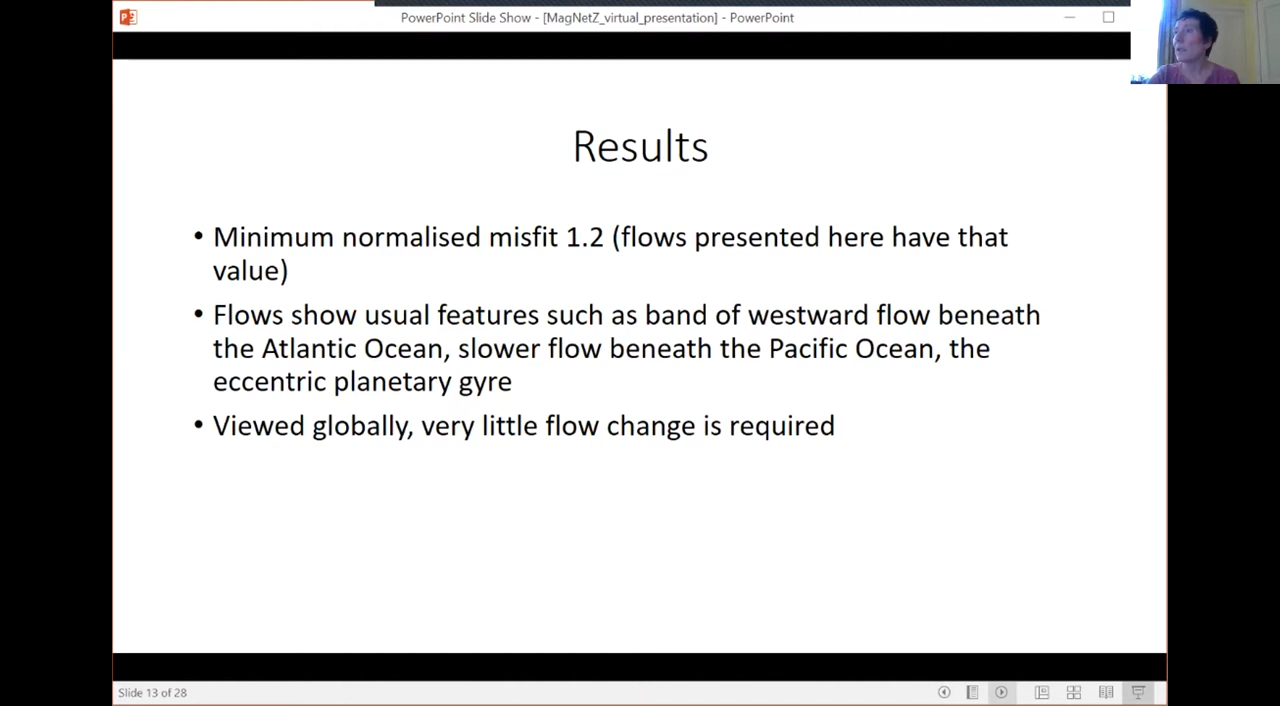 PowerPoint Slide Show - [MagNetZ_virtual_presentation] - PowerPoint
Results
• Minimum normalised misfit 1.2 (flows presented here have that
value)
• Flows show usual features such as band of westward flow beneath
the Atlantic Ocean, slower flow beneath the Pacific Ocean, the
eccentric planetary gyre
• Viewed globally, very little flow change is required
Slide 13 of 28